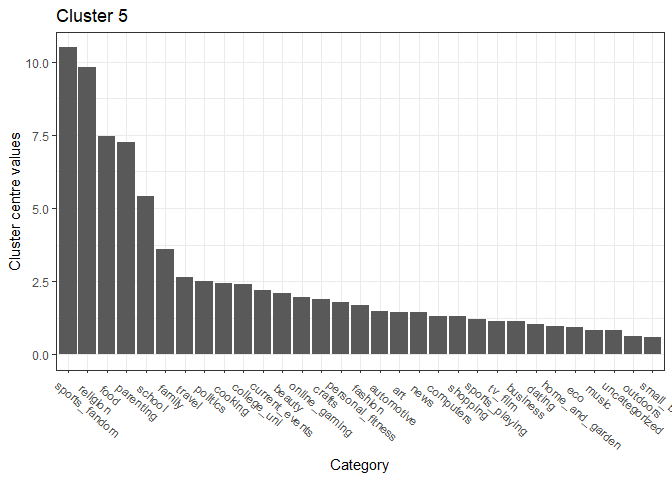 Cluster 5
Cluster centre values
10.0
7.5
5.0
2.5
0.0
sports_fandom
religion
food
parenting
school
family
travel
politics
cooking
college_uni
current_events
beauty
online_gaming
crafts
personal_fitness
fashion
automotive
art
news
computers
shopping
sports_playing
tv_film
business
dating
home_and_garden
eco
music
uncategorized
outdoors
small_b
Category